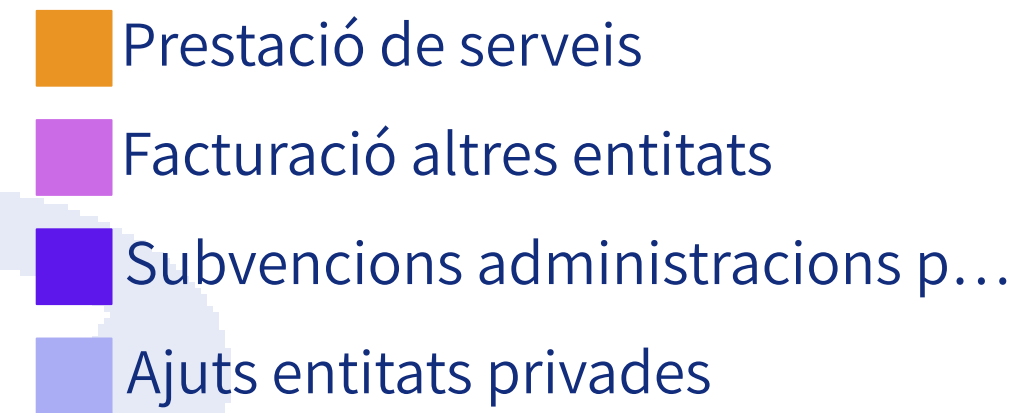 Prestació de serveis
Facturació altres entitats
Subvencions administracions p…
Ajuts entitats privades